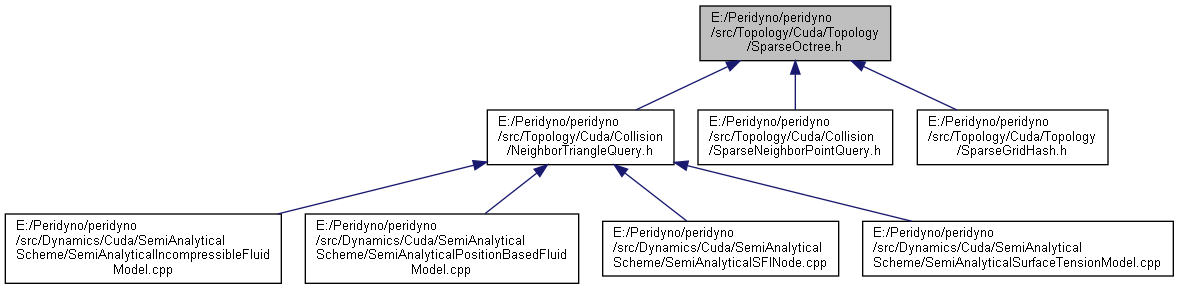 E:/Peridyno/peridyno
/src/Topology/Cuda/Topology
/SparseOctree.h
E:/Peridyno/peridyno
/src/Topology/Cuda/Collision
/NeighborTriangleQuery.h
E:/Peridyno/peridyno
/src/Topology/Cuda/Collision
/SparseNeighborPointQuery.h
E:/Peridyno/peridyno
/src/Topology/Cuda/Topology
/SparseGridHash.h
E:/Peridyno/peridyno
/src/Dynamics/Cuda/SemiAnalytical
Scheme/SemiAnalyticalIncompressibleFluid
Model.cpp
E:/Peridyno/peridyno
/src/Dynamics/Cuda/SemiAnalytical
Scheme/SemiAnalyticalPositionBasedFluid
Model.cpp
E:/Peridyno/peridyno
/src/Dynamics/Cuda/SemiAnalytical
Scheme/SemiAnalyticalSFINode.cpp
E:/Peridyno/peridyno
/src/Dynamics/Cuda/SemiAnalytical
Scheme/SemiAnalyticalSurfaceTensionModel.cpp